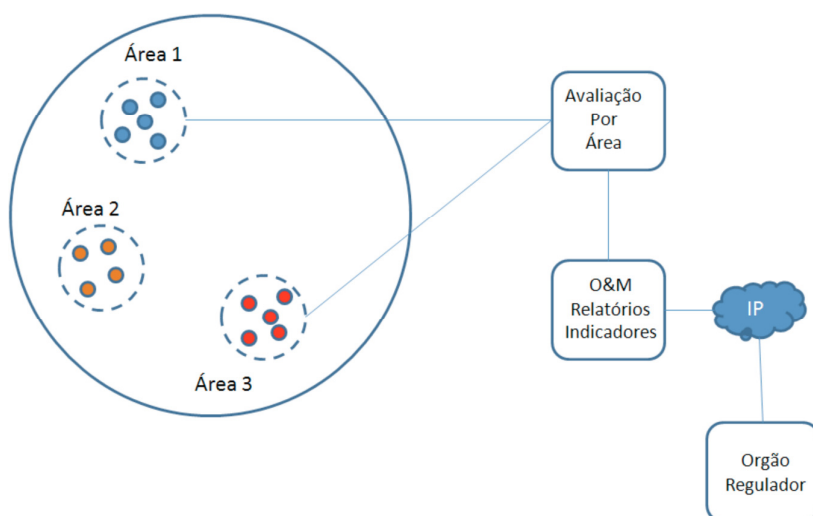 Área 1
Área 2
Área 3
Avaliação
Por
Área
O&M
Relatórios
Indicadores
IP
Orgão
Regulador